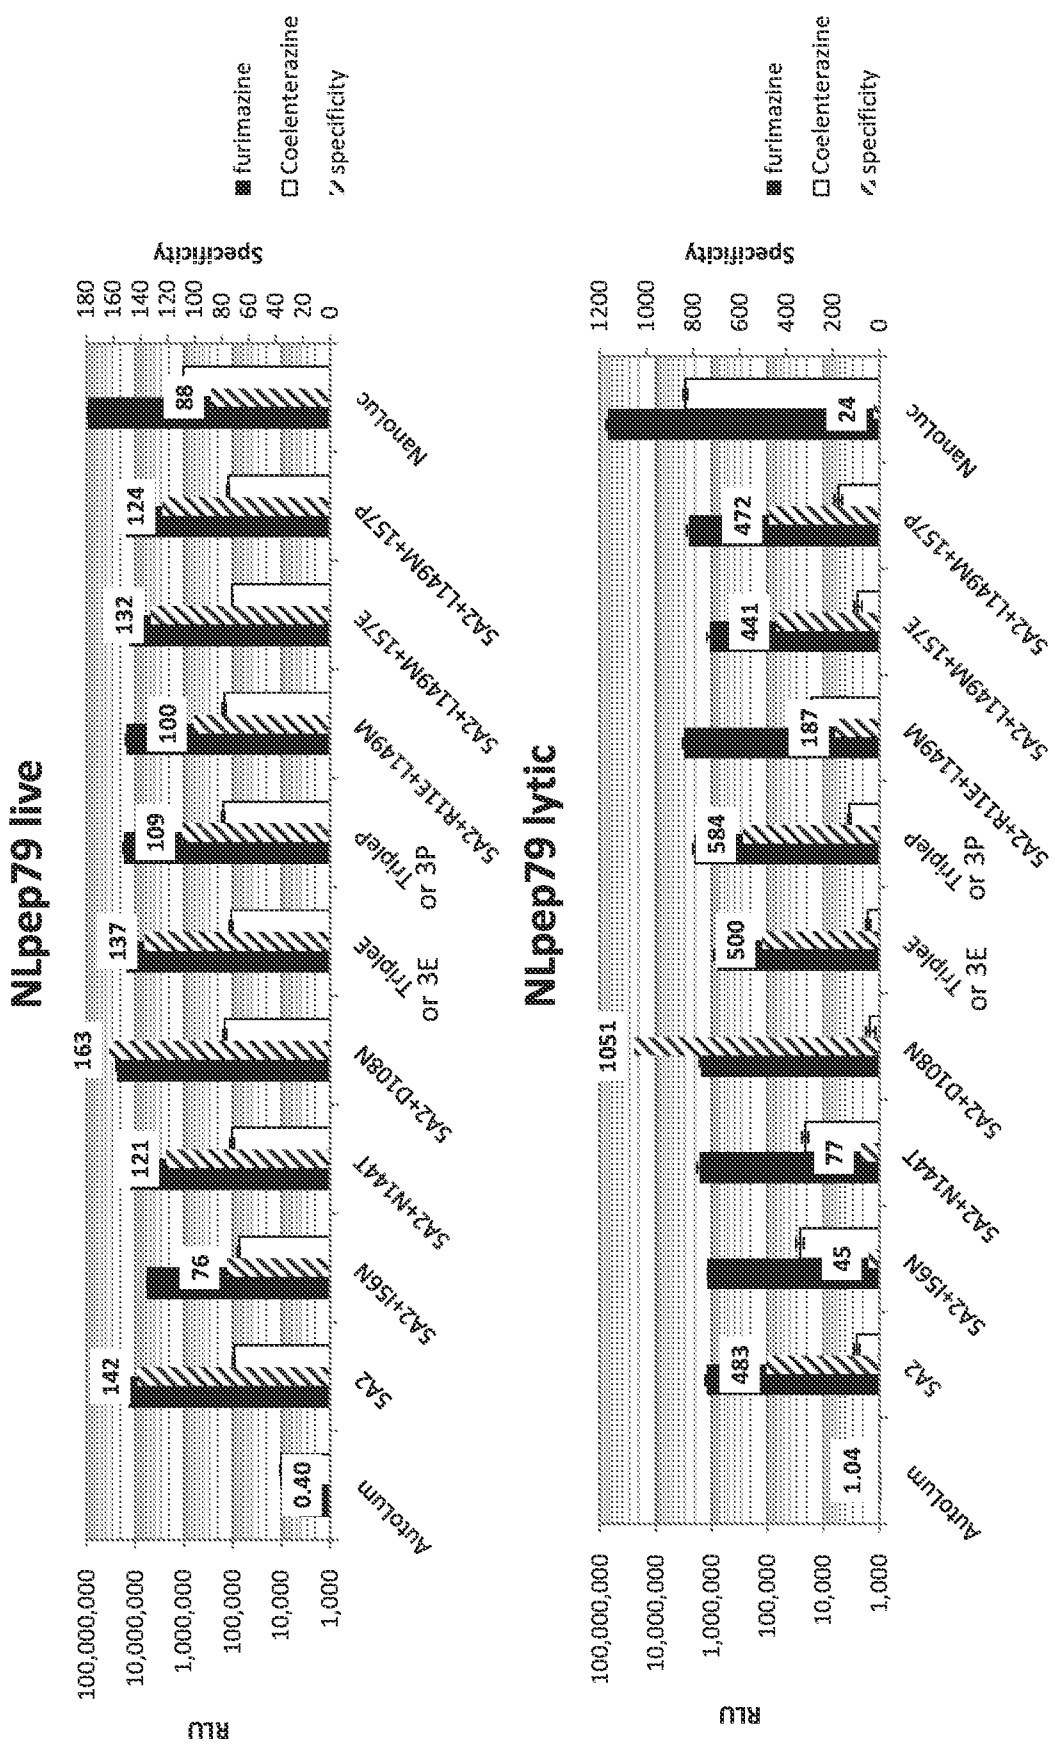 NLpep79 live
RLU
100,000,000
10,000,000
1,000,000
100,000
10,000
1,000
0.40
142
76
121
163
137
109
100
132
124
88
180
160
140
120
100
80
60
40
20
0
Specificity
AutoLum
5A2
5A2+I56N
5A2+N144T
5A2+D108N
TripleE
or 3E
TripleP
or 3P
5A2+R11E+L149M
5A2+L149M+157E
5A2+L149M+157P
NanoLuc
furimazine
Coelenterazine
specificity
NLpep79 lytic
RLU
100,000,000
10,000,000
1,000,000
100,000
10,000
1,000
1.04
483
45
77
1051
500
584
187
441
472
24
1200
1000
800
600
400
200
0
Specificity
AutoLum
5A2
5A2+I56N
5A2+N144T
5A2+D108N
TripleE
or 3E
TripleP
or 3P
5A2+R11E+L149M
5A2+L149M+157E
5A2+L149M+157P
NanoLuc
furimazine
Coelenterazine
specificity